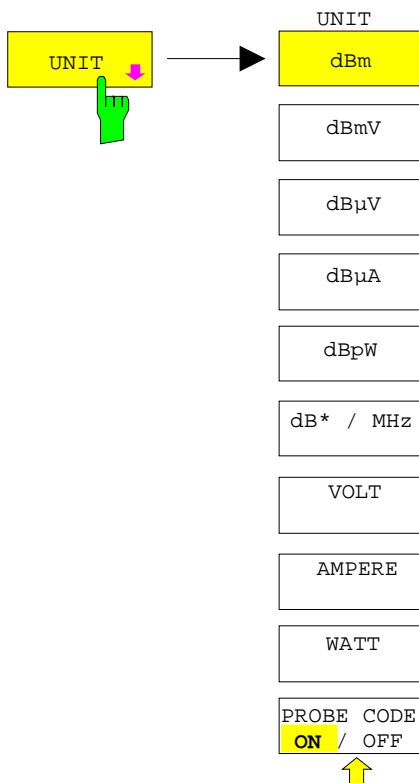 UNIT
UNIT
dBm
dBmV
dBµV
dBµA
dBpW
dB* / MHz
VOLT
AMPERE
WATT
PROBE CODE
ON / OFF